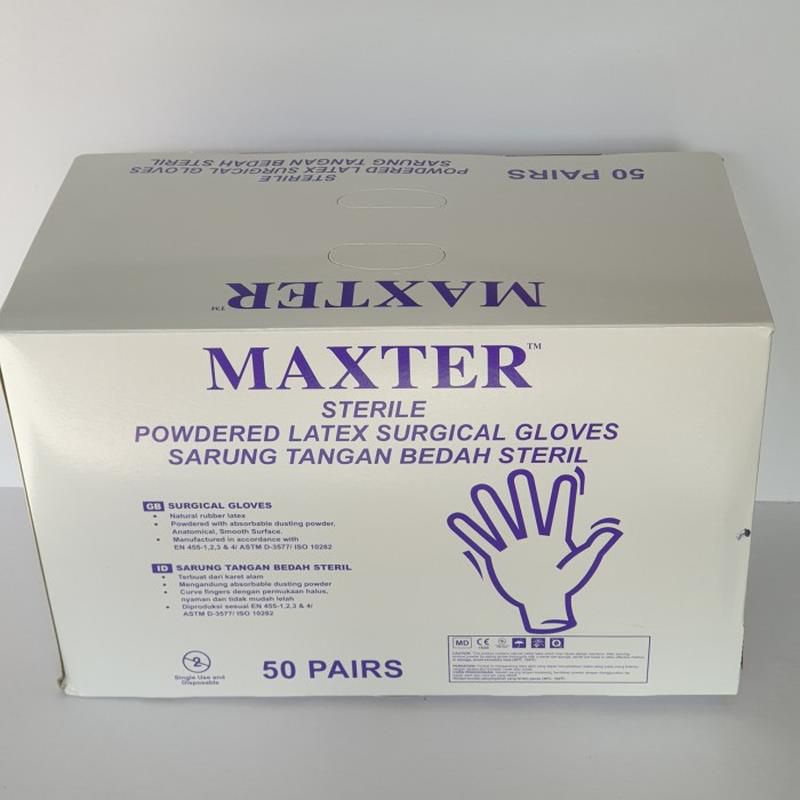 STERILE
POWDERED LATEX SURGICAL GLOVES
SARUNG TANGAN BEDAH STERIL
50 PAIRS
MAXTER™
MAXTER™
STERILE
POWDERED LATEX SURGICAL GLOVES
SARUNG TANGAN BEDAH STERIL
GB SURGICAL GLOVES
• Natural rubber latex
• Powdered with absorbable dusting powder,
Anatomical, Smooth Surface.
• Manufactured in accordance with
EN 455-1,2,3 & 4/ ASTM D-3577/ ISO 10282
ID SARUNG TANGAN BEDAH STERIL
• Terbuat dari karet alam
• Mengandung absorbable dusting powder
• Curve fingers dengan permukaan halus,
nyaman dan tidak mudah lelah
• Diproduksi sesuai EN 455-1,2,3 & 4/
ASTM D-3577/ ISO 10282
2
Single Use and
Disposable
50 PAIRS
MD CE